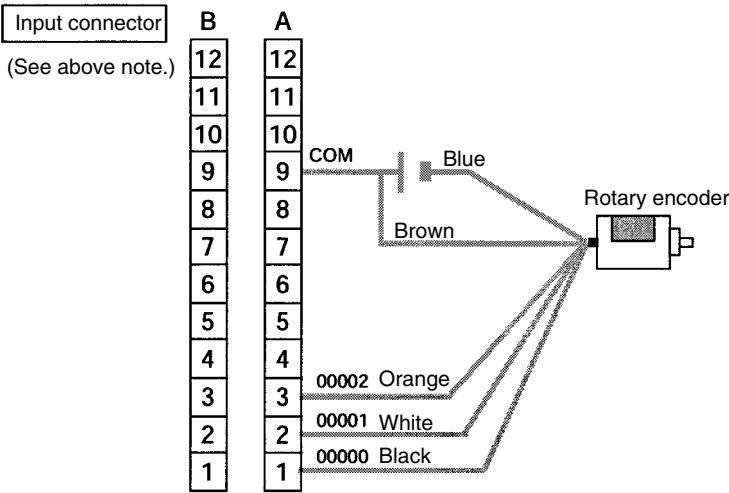 Input connector
(See above note.)
B A
12 12
11 11
10 10
9 9 COM Blue
8 8
Rotary encoder
Brown
7 7
6 6
5 5
4 4
3 3 00002 Orange
2 2 00001 White
1 1 00000 Black